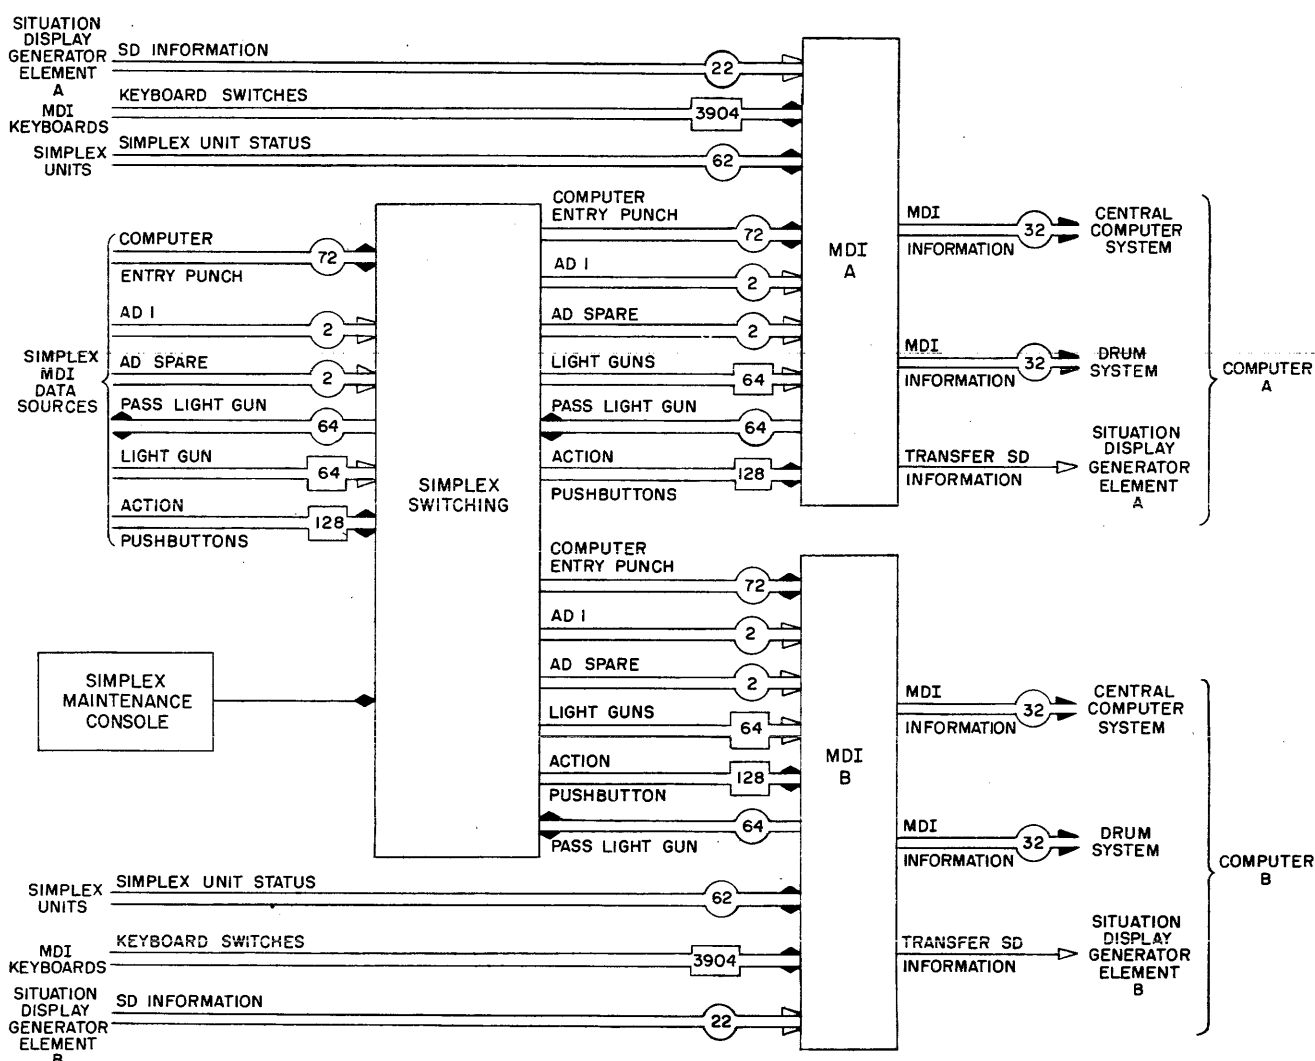 SITUATION
DISPLAY
GENERATOR
ELEMENT
A
SD INFORMATION
22
MDI
KEYBOARDS
KEYBOARD SWITCHES
3904
SIMPLEX
UNITS
SIMPLEX UNIT STATUS
62
SIMPLEX
MDI
DATA
SOURCES
COMPUTER
ENTRY PUNCH
72
AD 1
2
AD SPARE
2
PASS LIGHT GUN
64
LIGHT GUN
64
ACTION
PUSHBUTTONS
128
SIMPLEX
SWITCHING
SIMPLEX
MAINTENANCE
CONSOLE
COMPUTER
ENTRY PUNCH
72
AD 1
2
AD SPARE
2
LIGHT GUNS
64
PASS LIGHT GUN
64
ACTION
PUSHBUTTONS
128
MDI
A
MDI
INFORMATION
32
CENTRAL
COMPUTER
SYSTEM
MDI
INFORMATION
32
DRUM
SYSTEM
TRANSFER SD
INFORMATION
SITUATION
DISPLAY
GENERATOR
ELEMENT
A
COMPUTER
A
COMPUTER
ENTRY PUNCH
72
AD 1
2
AD SPARE
2
LIGHT GUNS
64
ACTION
PUSHBUTTON
128
64
PASS LIGHT GUN
MDI
B
MDI
INFORMATION
32
CENTRAL
COMPUTER
SYSTEM
MDI
INFORMATION
32
DRUM
SYSTEM
TRANSFER SD
INFORMATION
SITUATION
DISPLAY
GENERATOR
ELEMENT
B
COMPUTER
B
SIMPLEX
UNITS
SIMPLEX UNIT STATUS
62
MDI
KEYBOARDS
KEYBOARD SWITCHES
3904
SITUATION
DISPLAY
GENERATOR
ELEMENT
B
SD INFORMATION
22